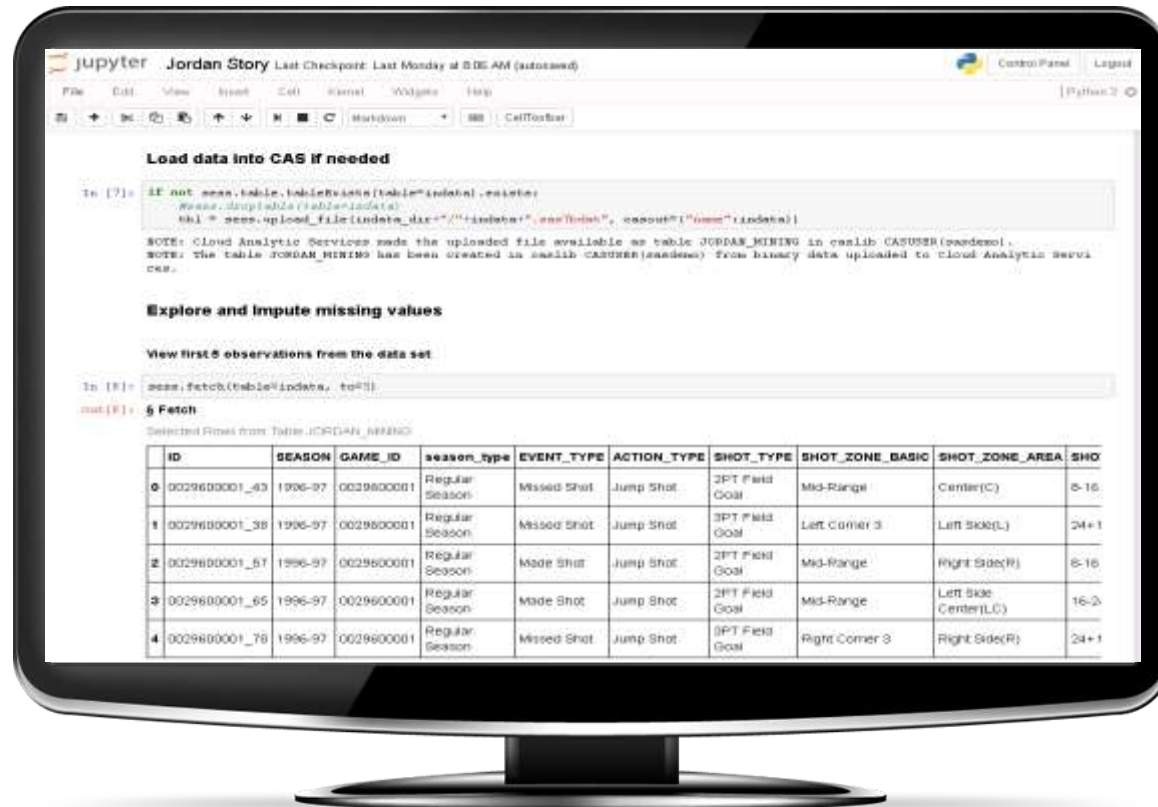 jupyter Jordan Story Last Checkpoint: Last Monday at 8:05 AM (autosaved)
Control Panel Logout
File Edit View Insert Cell Kernel Widgets Help
Python 3
Markdown CellToolbar
Load data into CAS if needed
In [7]: if not sess.table.tableExists(table=indata).exists:
#sess.droptable(table=indata)
tbl = sess.upload_file(indata_dir+"/"+indata+".sas7bdat", casout={"name":indata})
NOTE: Cloud Analytic Services made the uploaded file available as table JORDAN_MINING in caslib CASUSER(sasdemo).
NOTE: The table JORDAN_MINING has been created in caslib CASUSER(sasdemo) from binary data uploaded to Cloud Analytic Servi
ces.
Explore and Impute missing values
View first 5 observations from the data set
In [8]: sess.fetch(table=indata, to=5)
Out[8]: § Fetch
Selected Rows from Table JORDAN_MINING
ID SEASON GAME_ID season_type EVENT_TYPE ACTION_TYPE SHOT_TYPE SHOT_ZONE_BASIC SHOT_ZONE_AREA SHO
0 0029600001_43 1996-97 0029600001 Regular Season Missed Shot Jump Shot 2PT Field Goal Mid-Range Center(C) 8-16
1 0029600001_38 1996-97 0029600001 Regular Season Missed Shot Jump Shot 3PT Field Goal Left Corner 3 Left Side(L) 24+
2 0029600001_57 1996-97 0029600001 Regular Season Made Shot Jump Shot 2PT Field Goal Mid-Range Right Side(R) 8-16
3 0029600001_65 1996-97 0029600001 Regular Season Made Shot Jump Shot 2PT Field Goal Mid-Range Left Side Center(LC) 16-2
4 0029600001_78 1996-97 0029600001 Regular Season Missed Shot Jump Shot 3PT Field Goal Right Corner 3 Right Side(R) 24+